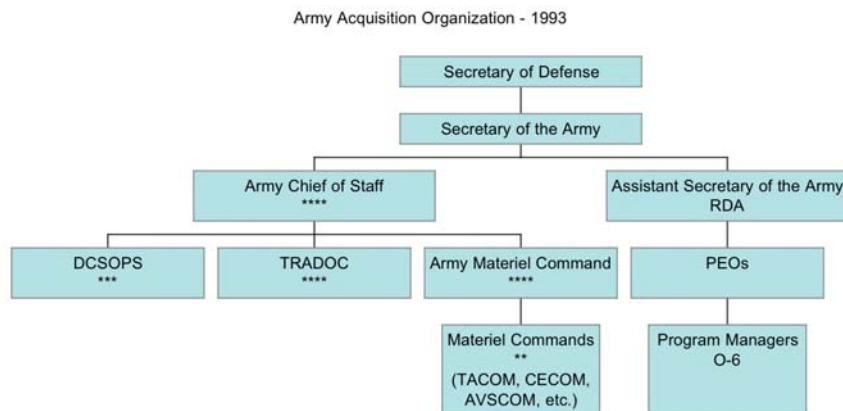 Army Acquisition Organization - 1993
Secretary of Defense
Secretary of the Army
Army Chief of Staff
****
Assistant Secretary of the Army
RDA
DCSOPS
***
TRADOC
****
Army Materiel Command
****
PEOs
Materiel Commands
**
(TACOM, CECOM,
AVSCOM, etc.)
Program Managers
O-6